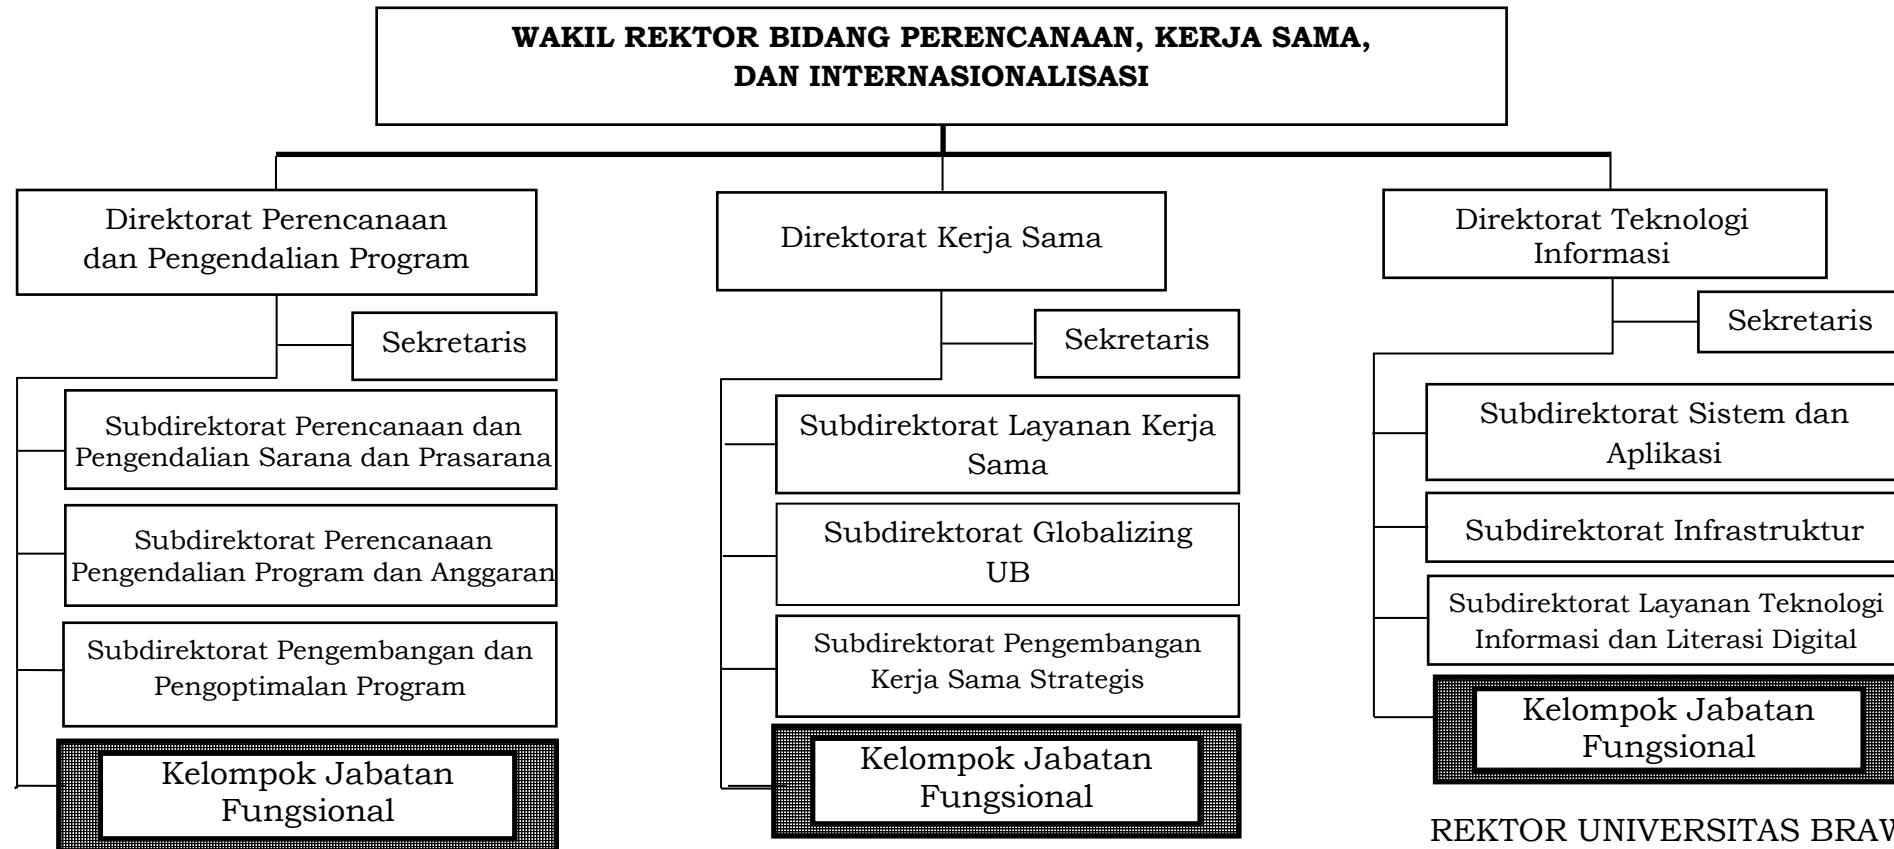 WAKIL REKTOR BIDANG PERENCANAAN, KERJA SAMA,
DAN INTERNASIONALISASI
Direktorat Perencanaan
dan Pengendalian Program
Sekretaris
Subdirektorat Perencanaan dan
Pengendalian Sarana dan Prasarana
Subdirektorat Perencanaan
Pengendalian Program dan Anggaran
Subdirektorat Pengembangan dan
Pengoptimalan Program
Kelompok Jabatan
Fungsional
Direktorat Kerja Sama
Sekretaris
Subdirektorat Layanan Kerja
Sama
Subdirektorat Globalizing
UB
Subdirektorat Pengembangan
Kerja Sama Strategis
Kelompok Jabatan
Fungsional
Direktorat Teknologi
Informasi
Sekretaris
Subdirektorat Sistem dan
Aplikasi
Subdirektorat Infrastruktur
Subdirektorat Layanan Teknologi
Informasi dan Literasi Digital
Kelompok Jabatan
Fungsional
REKTOR UNIVERSITAS